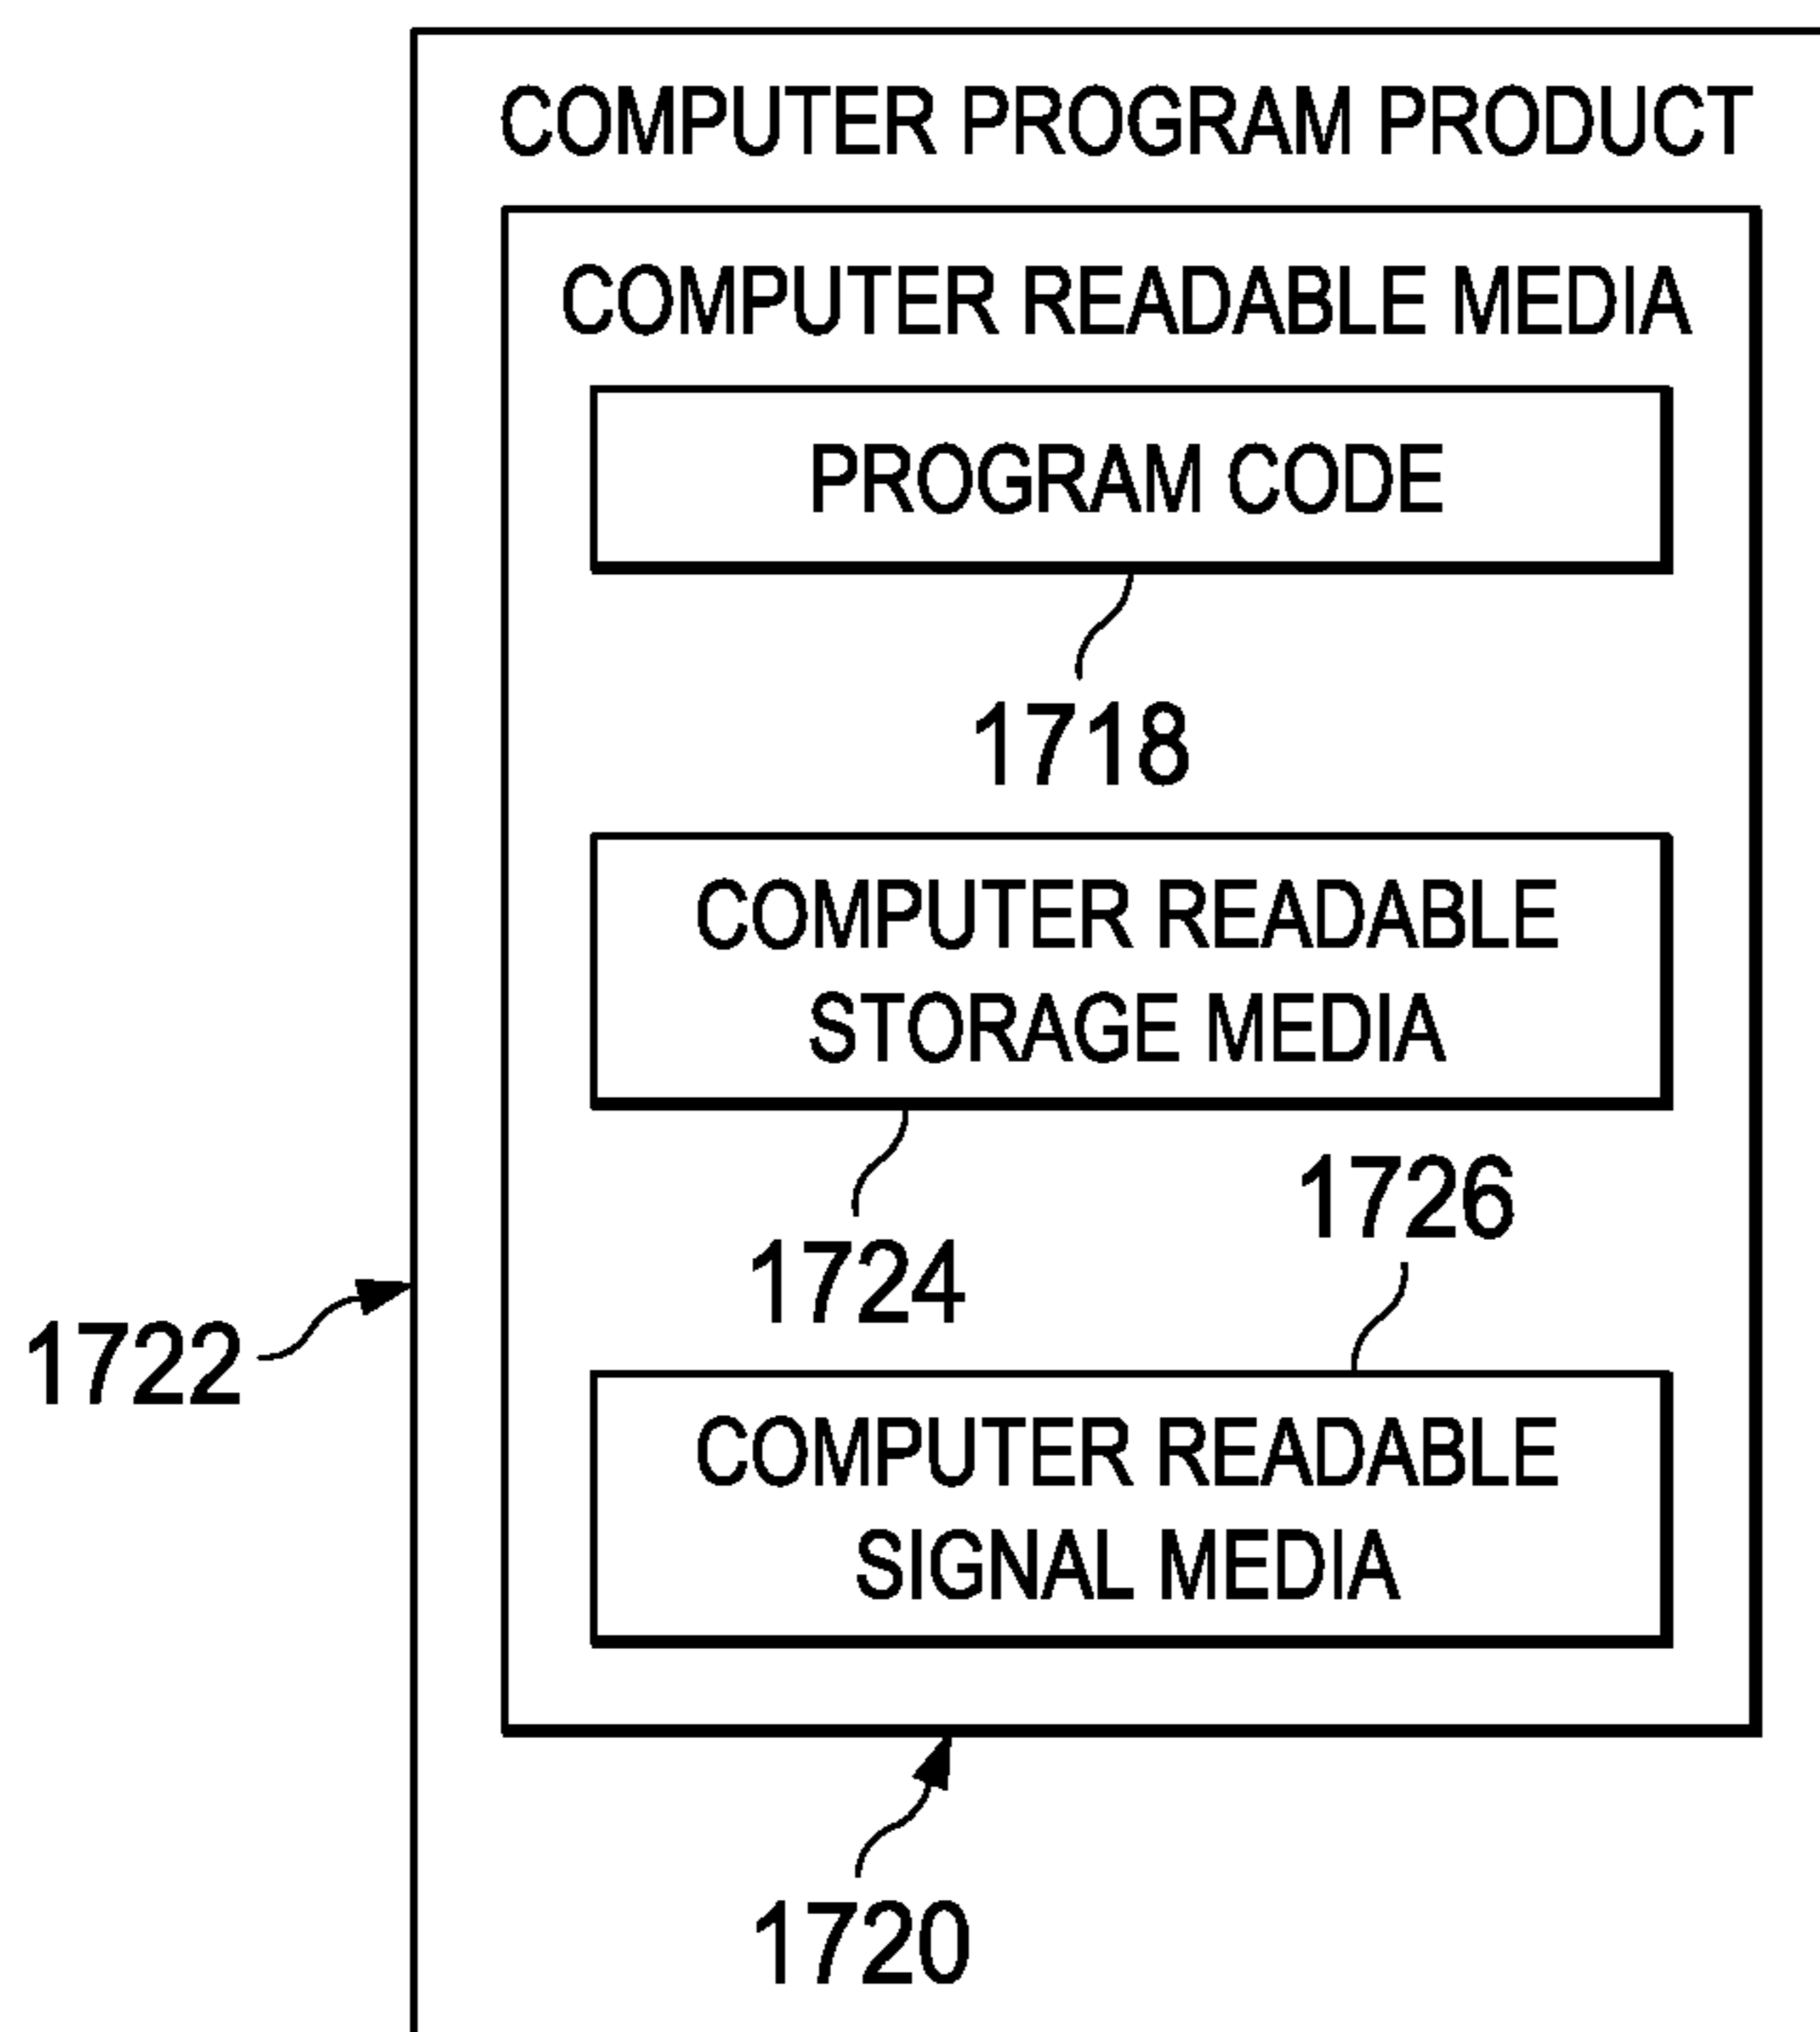 COMPUTER PROGRAM PRODUCT
COMPUTER READABLE MEDIA
PROGRAM CODE
1718
COMPUTER READABLE
STORAGE MEDIA
1726
1724
1722
COMPUTER READABLE
SIGNAL MEDIA
1720